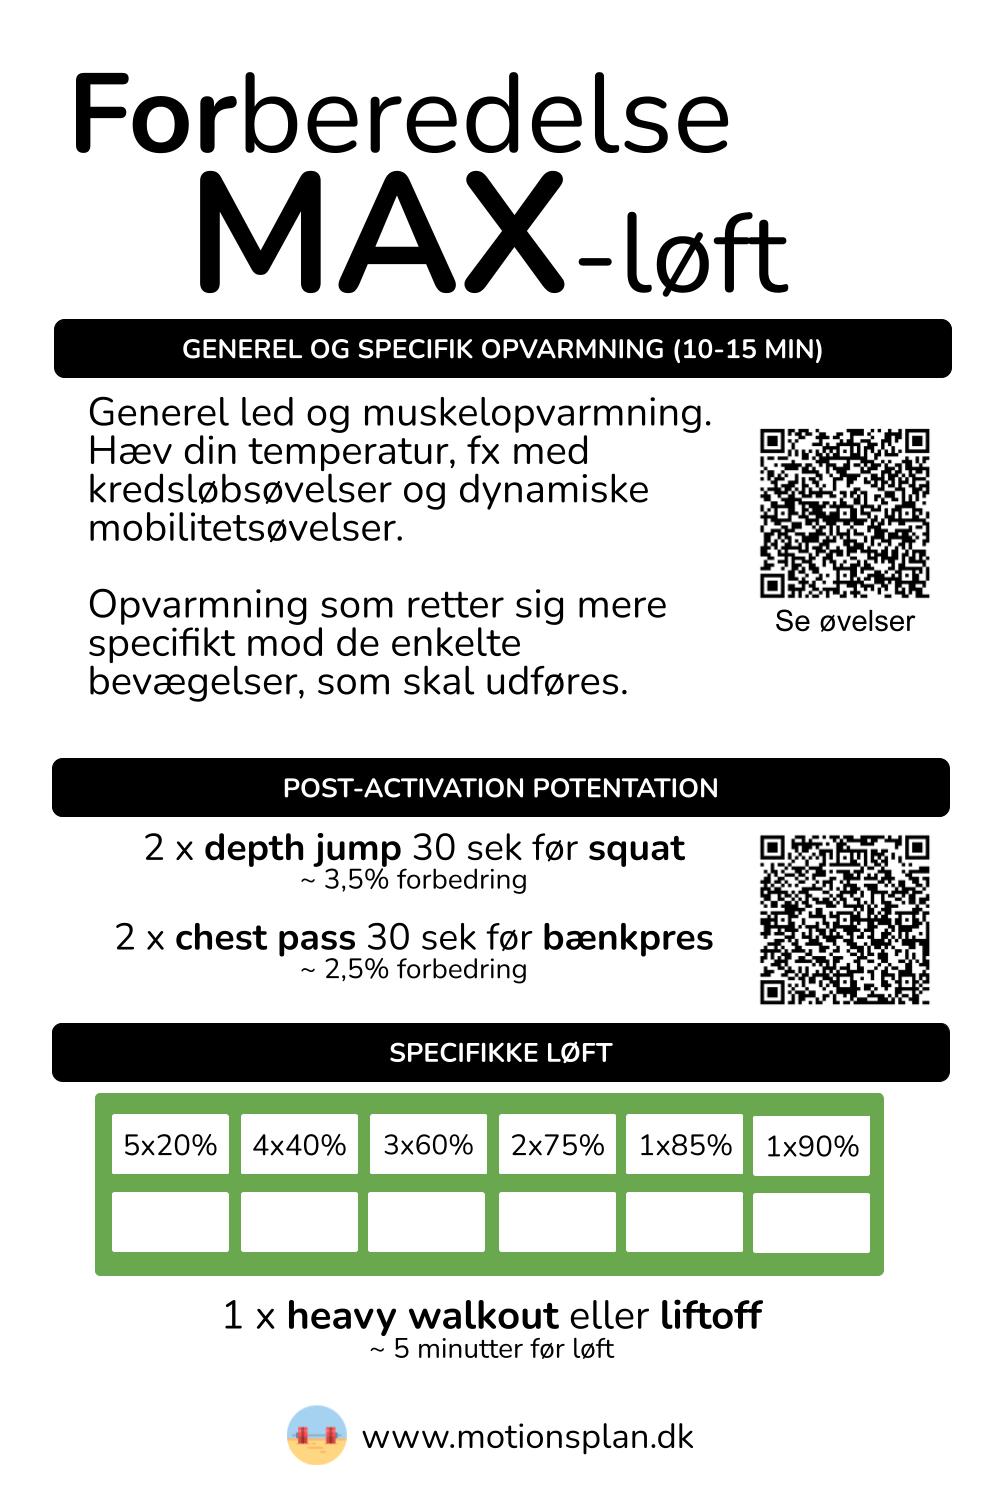 Forberedelse
MAX-løft
GENEREL OG SPECIFIK OPVARMNING (10-15 MIN)
Generel led og muskelopvarmning.
Hæv din temperatur, fx med
kredsløbsøvelser og dynamiske
mobilitetsøvelser.
Opvarmning som retter sig mere
specifikt mod de enkelte
bevægelser, som skal udføres.
Se øvelser
POST-ACTIVATION POTENTATION
2 x depth jump 30 sek før squat
~ 3,5% forbedring
2 x chest pass 30 sek før bænkpres
~ 2,5% forbedring
SPECIFIKKE LØFT
5x20% 4x40% 3x60% 2x75% 1x85% 1x90%
1 x heavy walkout eller liftoff
~ 5 minutter før løft
www.motionsplan.dk